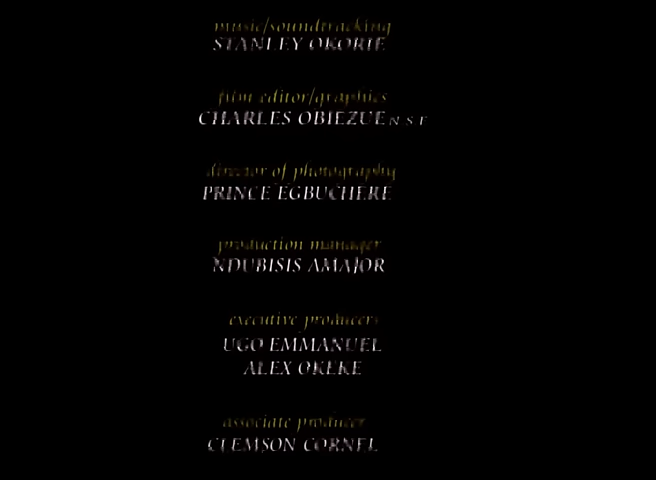 music/soundtracking
STANLEY OKORIE
film editor/graphics
CHARLES OBIEZUE N S E
director of photography
PRINCE EGBUCHERE
production manager
NDUBISIS AMAJOR
executive producers
UGO EMMANUEL
ALEX OKEKE
associate producer
CLEMSON CORNEL